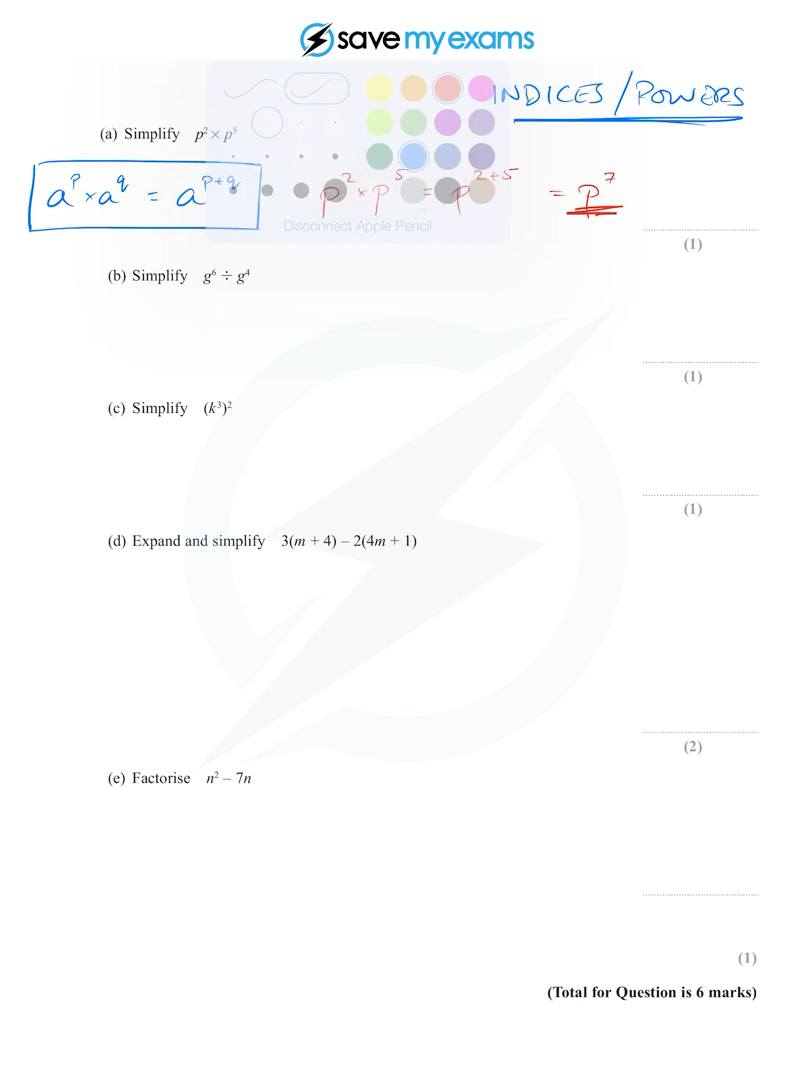 save my exams
INDICES / POWERS
(a) Simplify p² × p⁵
aᵖ × a^q = a^(p+q)
p² × p⁵ = p²⁺⁵ = p⁷
Disconnect Apple Pencil
(1)
(b) Simplify g⁶ ÷ g⁴
(1)
(c) Simplify (k³)²
(1)
(d) Expand and simplify 3(m + 4) – 2(4m + 1)
(2)
(e) Factorise n² – 7n
(1)
(Total for Question is 6 marks)